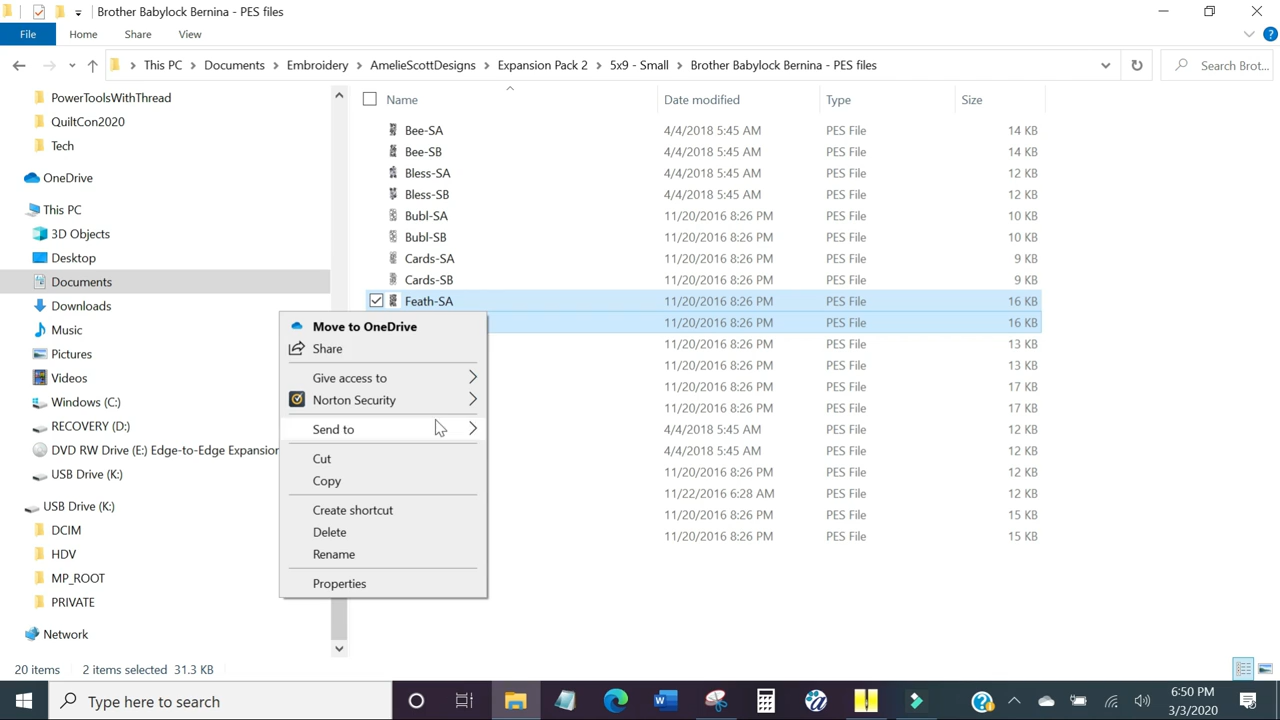 Brother Babylock Bernina - PES files
File Home Share View
This PC Documents Embroidery AmelieScottDesigns Expansion Pack 2 5x9 - Small Brother Babylock Bernina - PES files Search Brot...
PowerToolsWithThread
QuiltCon2020
Tech
OneDrive
This PC
3D Objects
Desktop
Documents
Downloads
Music
Pictures
Videos
Windows (C:)
RECOVERY (D:)
DVD RW Drive (E:) Edge-to-Edge Expansion
USB Drive (K:)
USB Drive (K:)
DCIM
HDV
MP_ROOT
PRIVATE
Network
Name Date modified Type Size
Bee-SA 4/4/2018 5:45 AM PES File 14 KB
Bee-SB 4/4/2018 5:45 AM PES File 14 KB
Bless-SA 4/4/2018 5:45 AM PES File 12 KB
Bless-SB 4/4/2018 5:45 AM PES File 12 KB
Bubl-SA 11/20/2016 8:26 PM PES File 10 KB
Bubl-SB 11/20/2016 8:26 PM PES File 10 KB
Cards-SA 11/20/2016 8:26 PM PES File 9 KB
Cards-SB 11/20/2016 8:26 PM PES File 9 KB
Feath-SA 11/20/2016 8:26 PM PES File 16 KB
11/20/2016 8:26 PM PES File 16 KB
11/20/2016 8:26 PM PES File 13 KB
11/20/2016 8:26 PM PES File 13 KB
11/20/2016 8:26 PM PES File 17 KB
11/20/2016 8:26 PM PES File 17 KB
4/4/2018 5:45 AM PES File 12 KB
4/4/2018 5:45 AM PES File 12 KB
11/20/2016 8:26 PM PES File 12 KB
11/22/2016 6:28 AM PES File 12 KB
11/20/2016 8:26 PM PES File 15 KB
11/20/2016 8:26 PM PES File 15 KB
Move to OneDrive
Share
Give access to
Norton Security
Send to
Cut
Copy
Create shortcut
Delete
Rename
Properties
20 items 2 items selected 31.3 KB
Type here to search
6:50 PM
3/3/2020